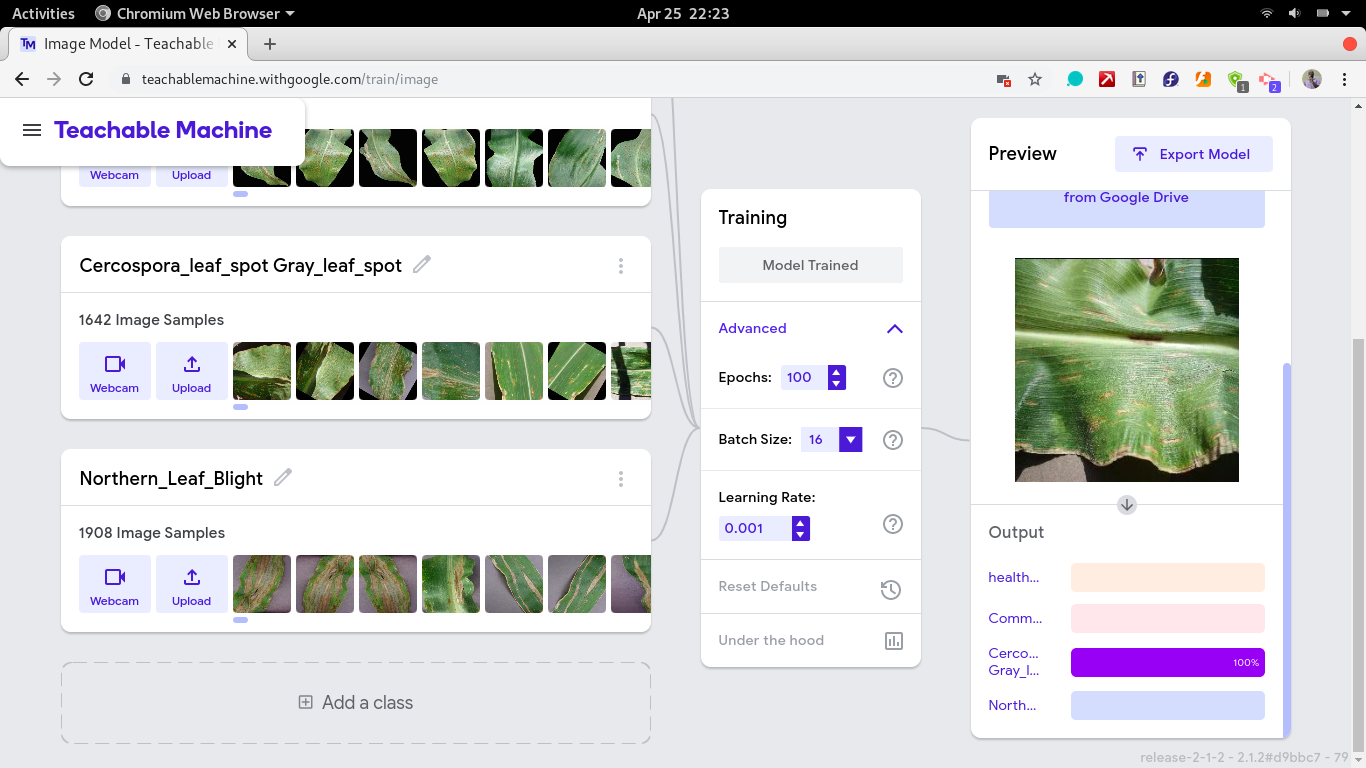 Activities
Chromium Web Browser
Apr 25 22:23
TM
Image Model - Teachable
teachablemachine.withgoogle.com/train/image
1
2
Teachable Machine
Webcam
Upload
Cercospora_leaf_spot Gray_leaf_spot
1642 Image Samples
Webcam
Upload
Northern_Leaf_Blight
1908 Image Samples
Webcam
Upload
Add a class
Training
Model Trained
Advanced
Epochs: 100
Batch Size: 16
Learning Rate:
0.001
Reset Defaults
Under the hood
Preview
Export Model
from Google Drive
Output
health...
Comm...
Cerco...
Gray_l...
100%
North...
release-2-1-2 - 2.1.2#d9bbc7 - 79